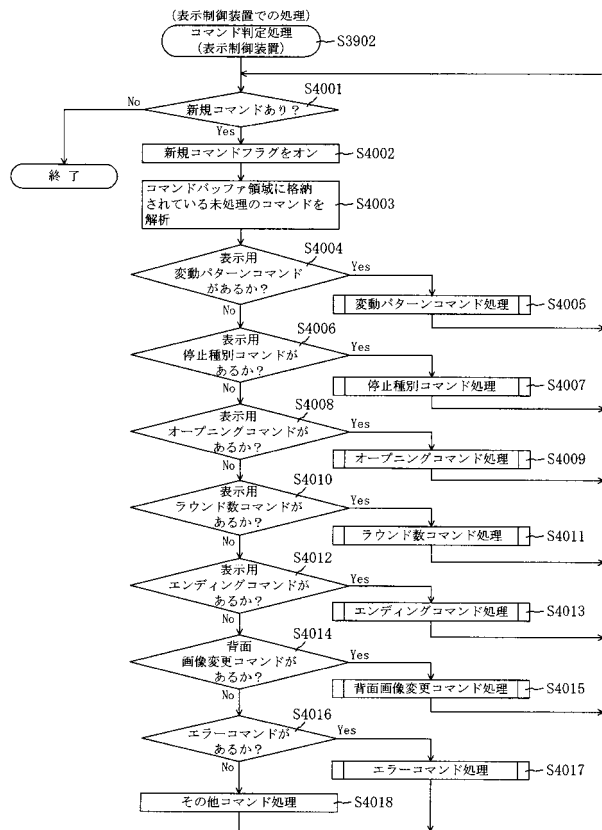 (表示制御装置での処理)
コマンド判定処理
(表示制御装置)
S3902
S4001
新規コマンドあり?
No
Yes
終了
新規コマンドフラグをオン
S4002
コマンドバッファ領域に格納
されている未処理のコマンドを
解析
S4003
S4004
表示用
変動パターンコマンド
があるか?
Yes
No
変動パターンコマンド処理
S4005
S4006
表示用
停止種別コマンドが
あるか?
Yes
No
停止種別コマンド処理
S4007
S4008
表示用
オープニングコマンドが
あるか?
Yes
No
オープニングコマンド処理
S4009
S4010
表示用
ラウンド数コマンドが
あるか?
Yes
No
ラウンド数コマンド処理
S4011
S4012
表示用
エンディングコマンドが
あるか?
Yes
No
エンディングコマンド処理
S4013
S4014
背面
画像変更コマンドが
あるか?
Yes
No
背面画像変更コマンド処理
S4015
S4016
エラーコマンドが
あるか?
Yes
No
エラーコマンド処理
S4017
その他コマンド処理
S4018